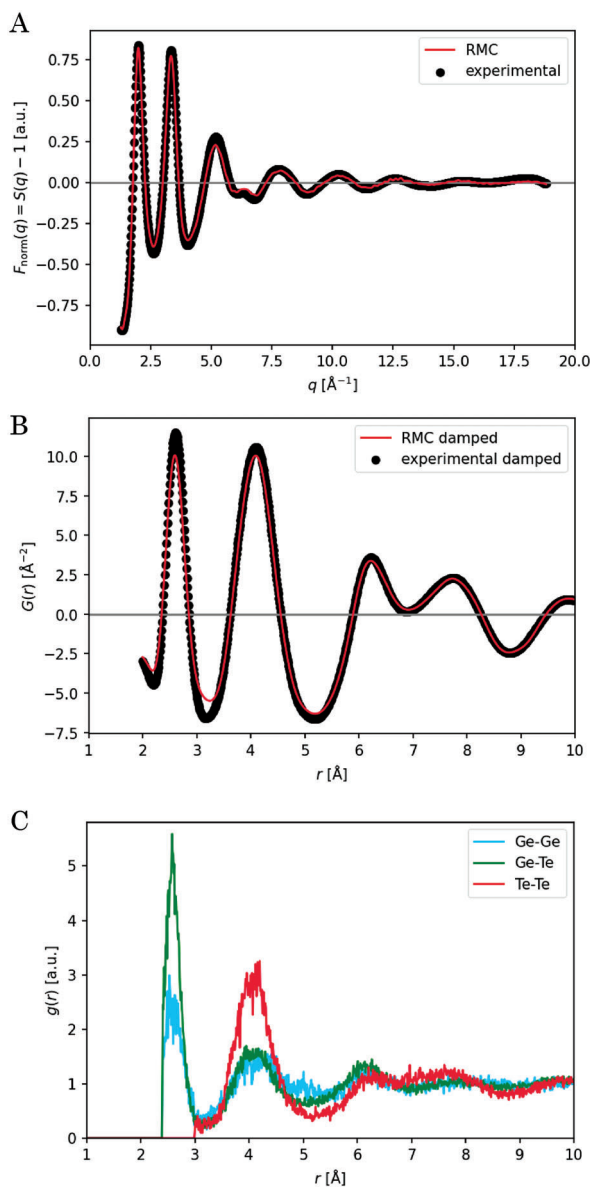 A
RMC
experimental
F_norm(q) = S(q) − 1 [a.u.]
0.75
0.50
0.25
0.00
−0.25
−0.50
−0.75
0.0 2.5 5.0 7.5 10.0 12.5 15.0 17.5 20.0
q [Å⁻¹]
B
RMC damped
experimental damped
G(r) [Å⁻²]
10.0
7.5
5.0
2.5
0.0
−2.5
−5.0
−7.5
1 2 3 4 5 6 7 8 9 10
r [Å]
C
Ge-Ge
Ge-Te
Te-Te
g(r) [a.u.]
5
4
3
2
1
0
1 2 3 4 5 6 7 8 9 10
r [Å]